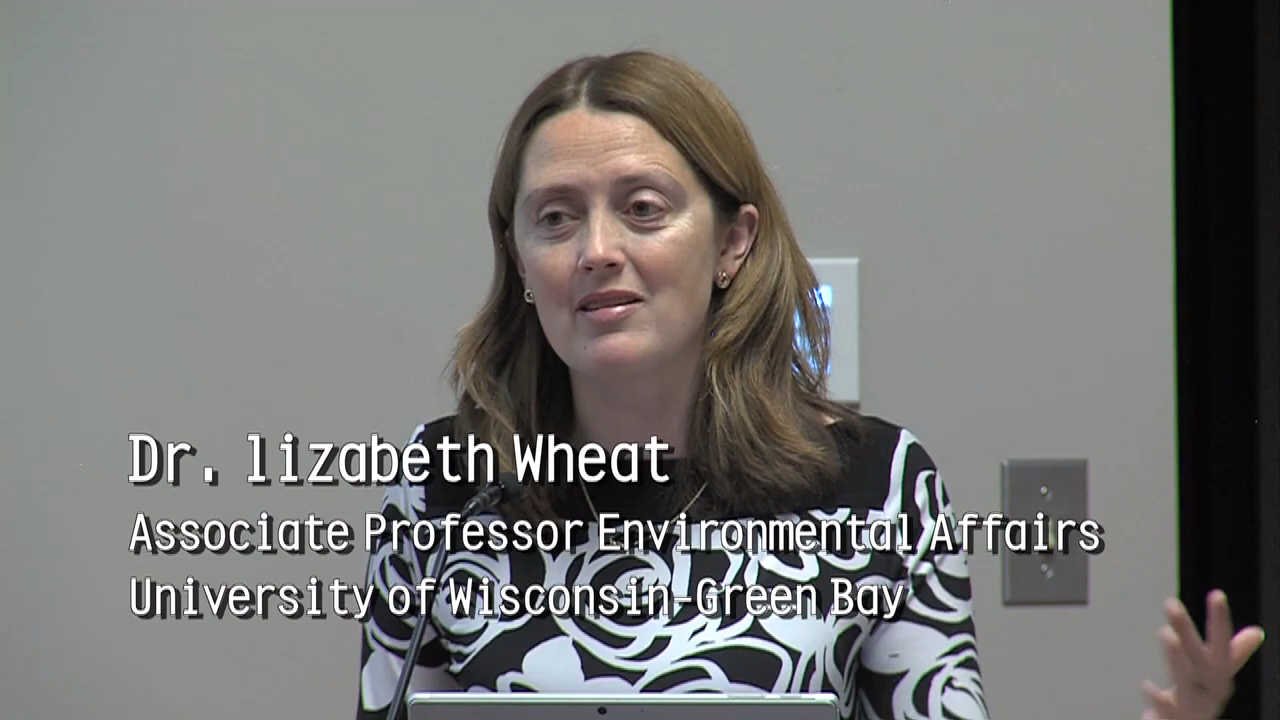 Dr. lizabeth Wheat
Associate Professor Environmental Affairs
University of Wisconsin-Green Bay